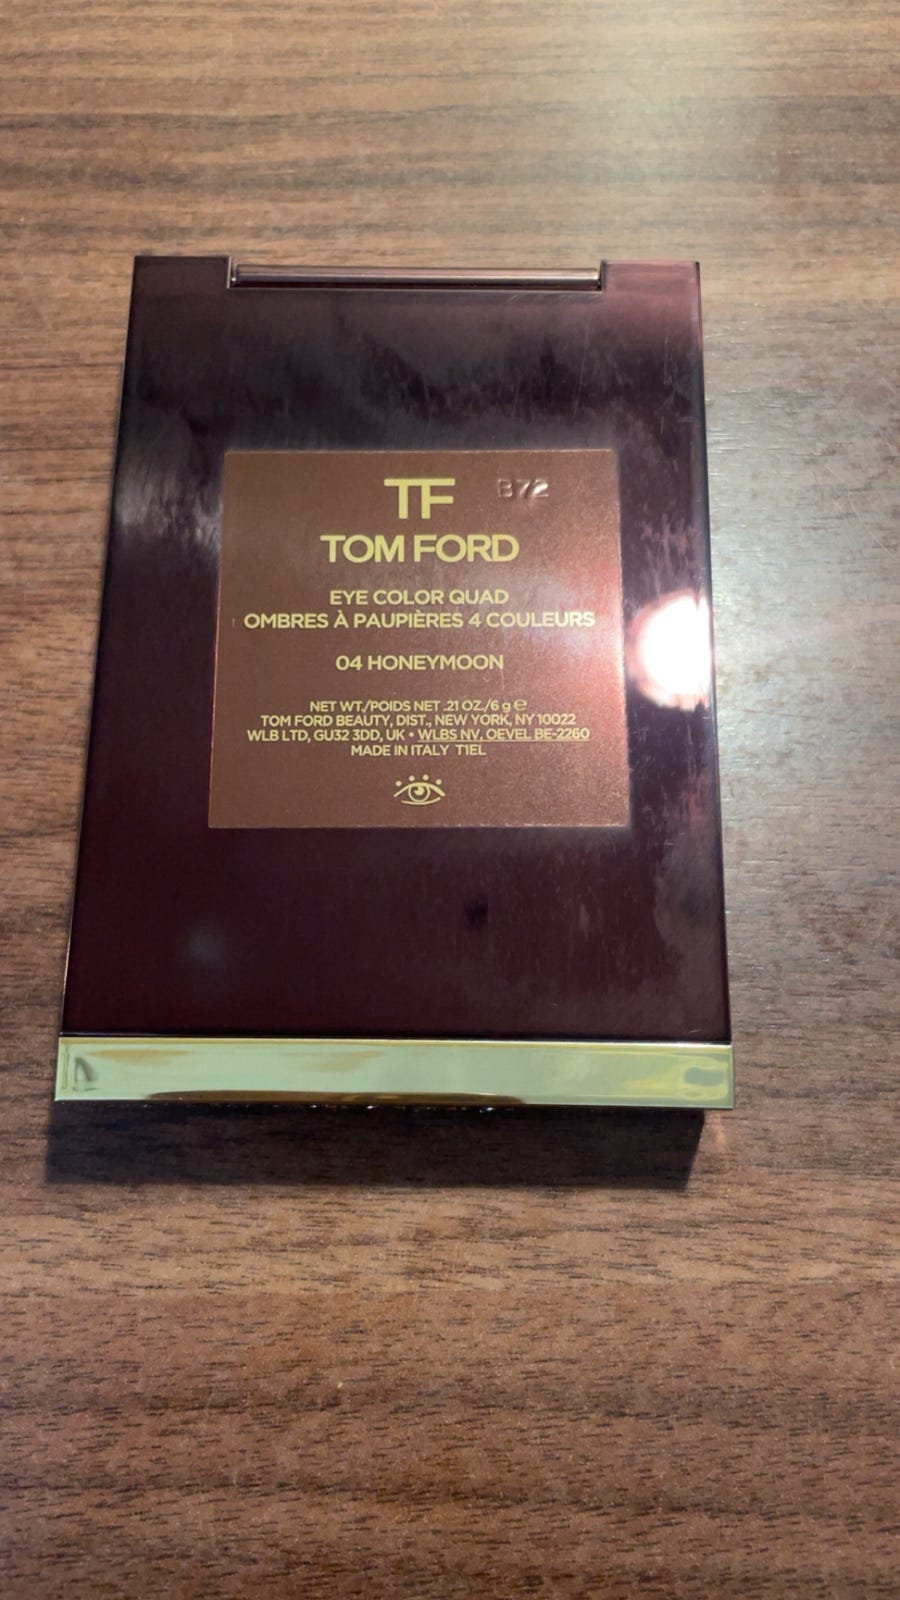 TF B72
TOM FORD
EYE COLOR QUAD
OMBRES À PAUPIÈRES 4 COULEURS
04 HONEYMOON
NET WT./POIDS NET .21 OZ./6 g ℮
TOM FORD BEAUTY, DIST., NEW YORK, NY 10022
WLB LTD, GU32 3DD, UK • WLBS NV, OEVEL BE-2260
MADE IN ITALY T1EL